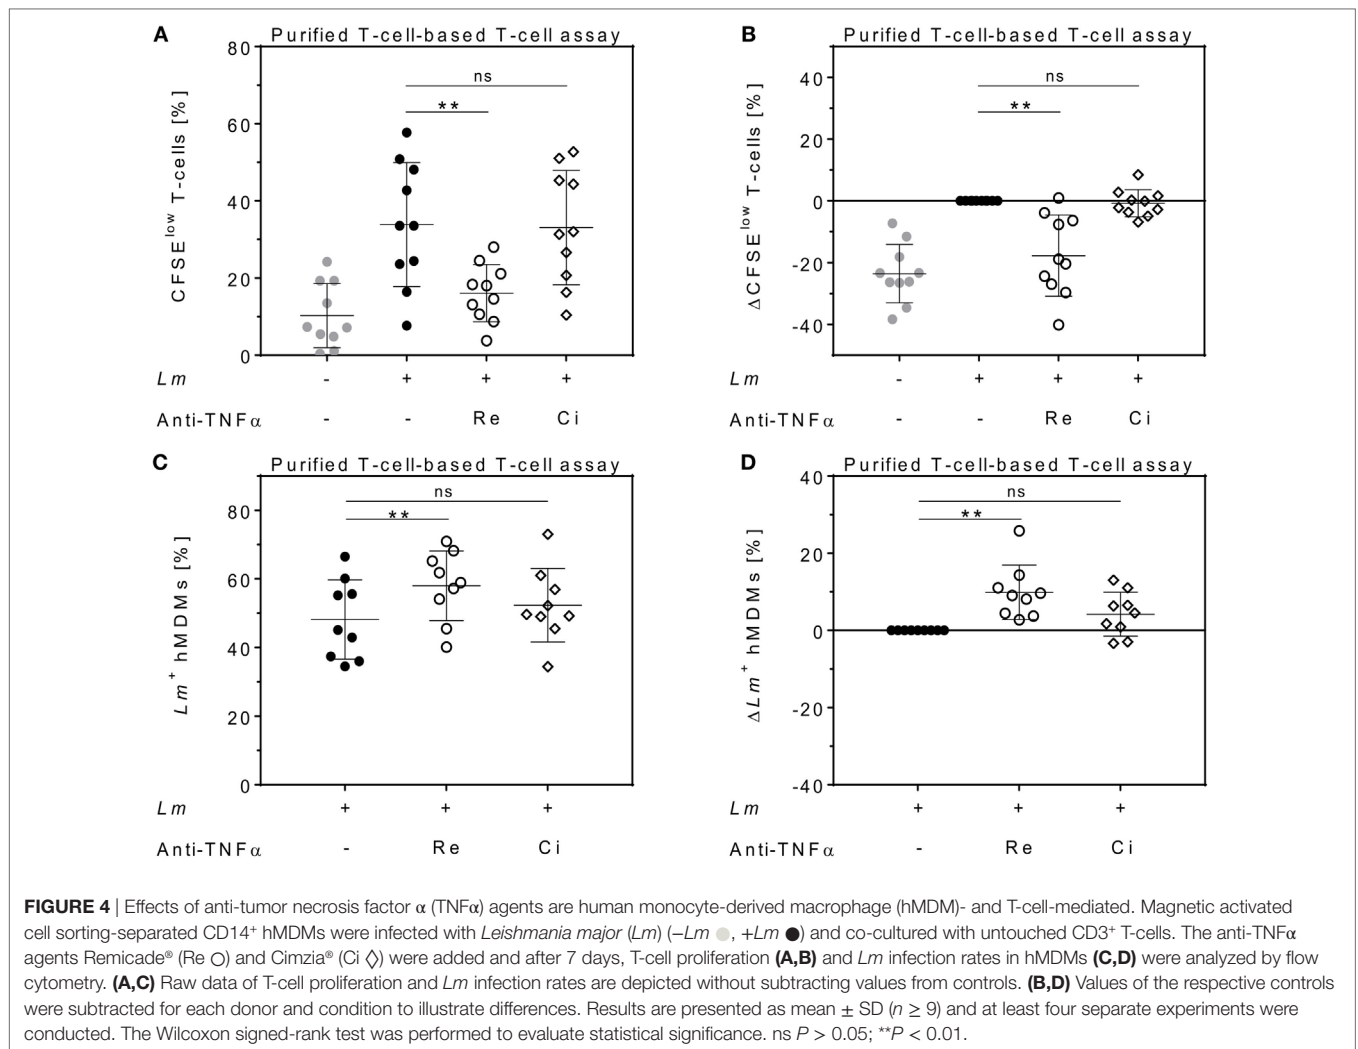 A
Purified T-cell-based T-cell assay
80
60
40
20
0
CFSE^low T-cells [%]
ns
**
Lm - + + +
Anti-TNFα - - Re Ci
B
Purified T-cell-based T-cell assay
40
20
0
-20
-40
ΔCFSE^low T-cells [%]
ns
**
Lm - + + +
Anti-TNFα - - Re Ci
C
Purified T-cell-based T-cell assay
80
60
40
20
0
Lm^+ hMDMs [%]
ns
**
Lm + + +
Anti-TNFα - Re Ci
D
Purified T-cell-based T-cell assay
40
20
0
-20
-40
ΔLm^+ hMDMs [%]
ns
**
Lm + + +
Anti-TNFα - Re Ci
FIGURE 4 | Effects of anti-tumor necrosis factor α (TNFα) agents are human monocyte-derived macrophage (hMDM)- and T-cell-mediated. Magnetic activated
cell sorting-separated CD14⁺ hMDMs were infected with Leishmania major (Lm) (−Lm ●, +Lm ●) and co-cultured with untouched CD3⁺ T-cells. The anti-TNFα
agents Remicade® (Re ○) and Cimzia® (Ci ◇) were added and after 7 days, T-cell proliferation (A,B) and Lm infection rates in hMDMs (C,D) were analyzed by flow
cytometry. (A,C) Raw data of T-cell proliferation and Lm infection rates are depicted without subtracting values from controls. (B,D) Values of the respective controls
were subtracted for each donor and condition to illustrate differences. Results are presented as mean ± SD (n ≥ 9) and at least four separate experiments were
conducted. The Wilcoxon signed-rank test was performed to evaluate statistical significance. ns P > 0.05; **P < 0.01.